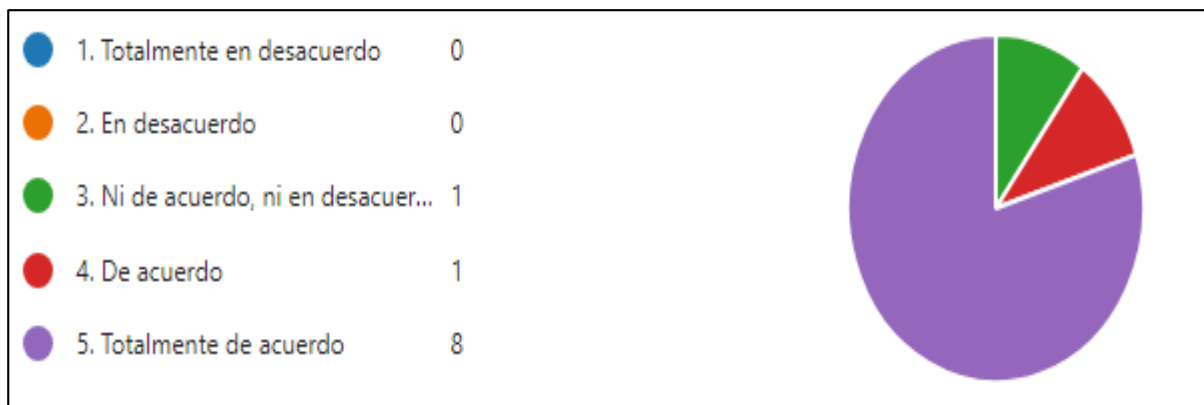 1. Totalmente en desacuerdo 0
2. En desacuerdo 0
3. Ni de acuerdo, ni en desacuer... 1
4. De acuerdo 1
5. Totalmente de acuerdo 8